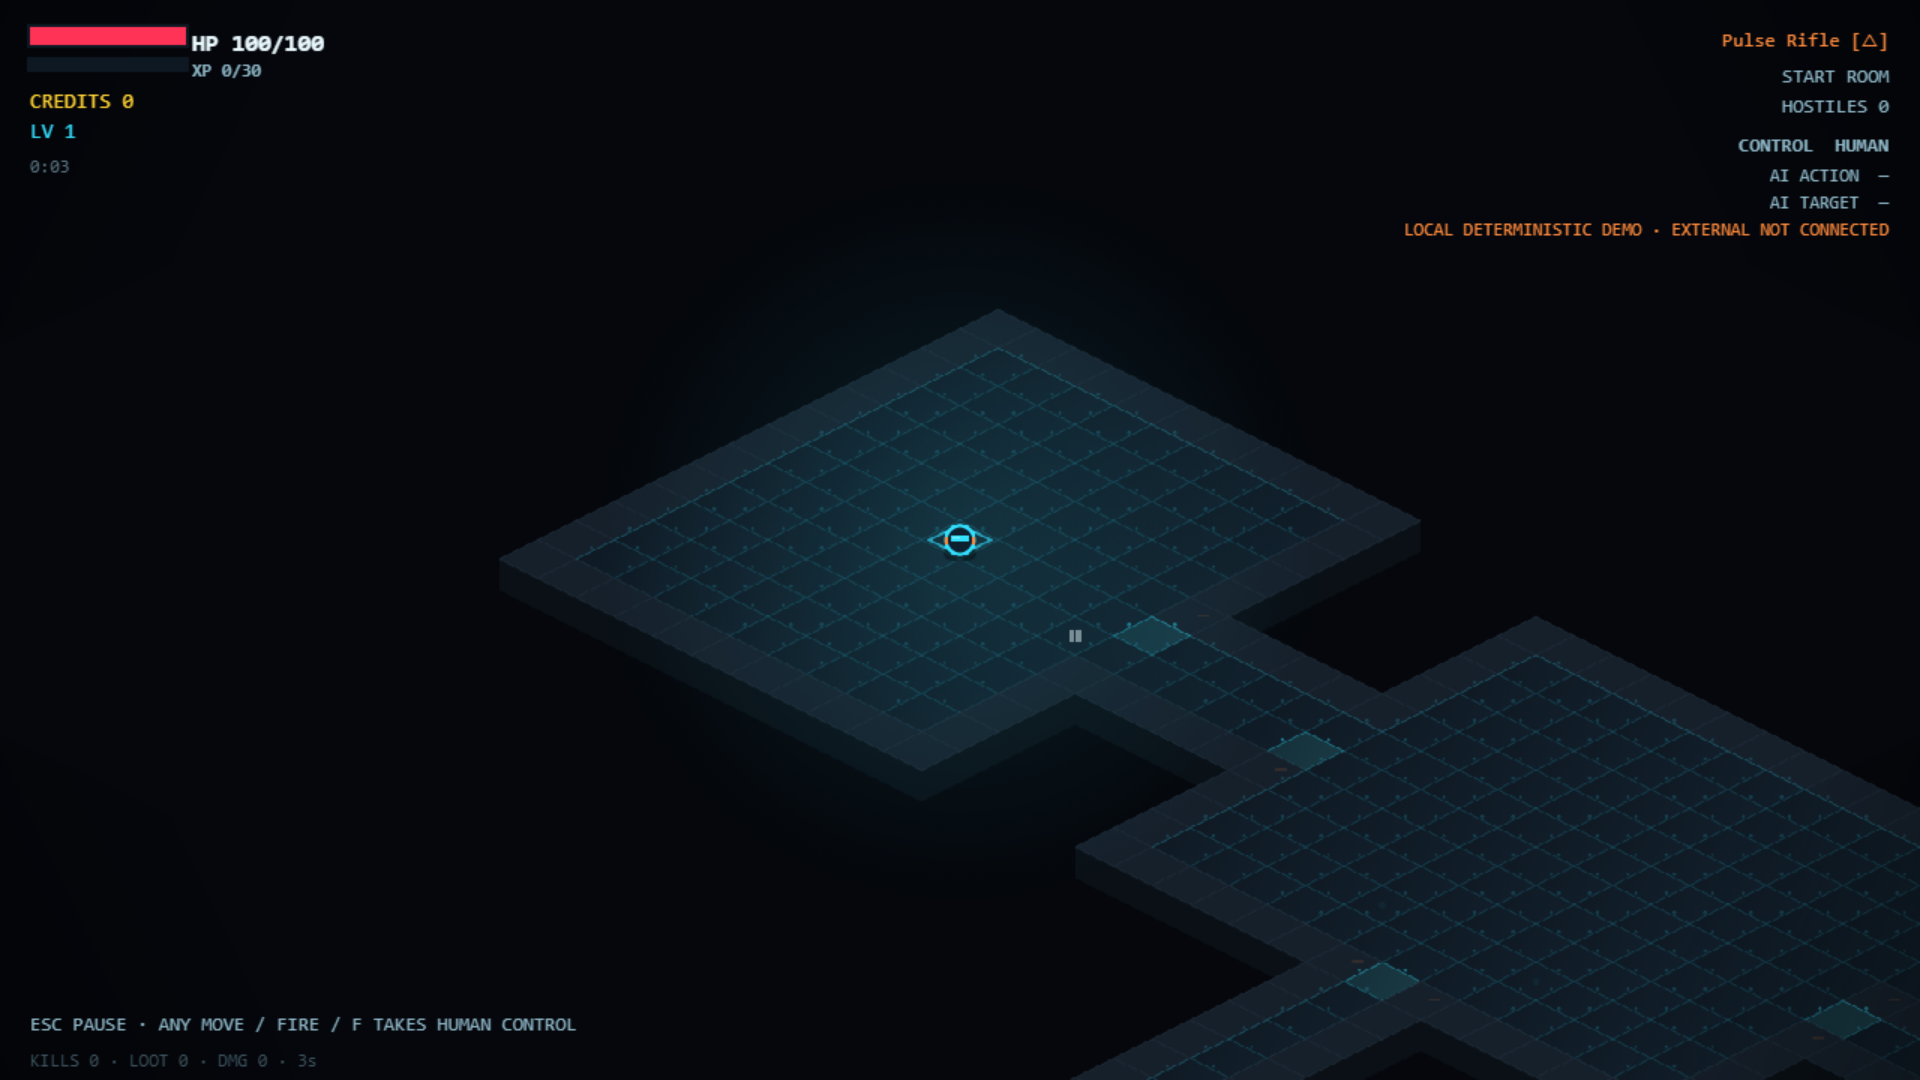 HP 100/100
XP 0/30
CREDITS 0
LV 1
0:03
Pulse Rifle [△]
START ROOM
HOSTILES 0
CONTROL HUMAN
AI ACTION —
AI TARGET —
LOCAL DETERMINISTIC DEMO · EXTERNAL NOT CONNECTED
ESC PAUSE · ANY MOVE / FIRE / F TAKES HUMAN CONTROL
KILLS 0 · LOOT 0 · DMG 0 · 3s